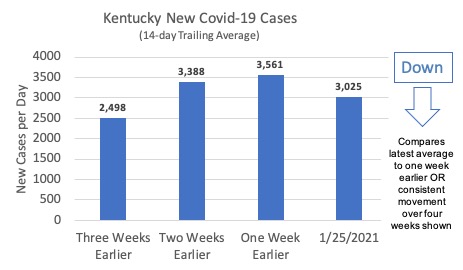 Kentucky New Covid-19 Cases
(14-day Trailing Average)
New Cases per Day
4000
3500
3000
2500
2000
1500
1000
500
0
2,498
3,388
3,561
3,025
Three Weeks
Earlier
Two Weeks
Earlier
One Week
Earlier
1/25/2021
Down
Compares
latest average
to one week
earlier OR
consistent
movement
over four
weeks shown